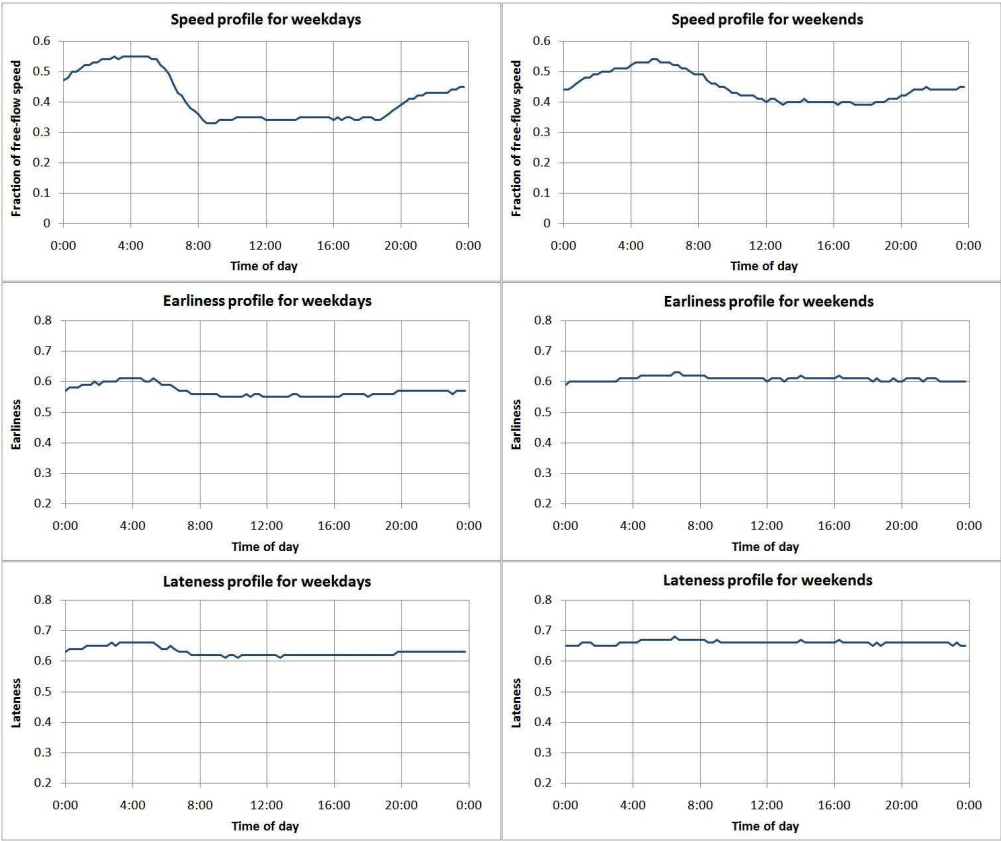 Speed profile for weekdays
0.6
0.5
0.4
0.3
0.2
0.1
0
Fraction of free-flow speed
0:00 4:00 8:00 12:00 16:00 20:00 0:00
Time of day
Speed profile for weekends
0.6
0.5
0.4
0.3
0.2
0.1
0
Fraction of free-flow speed
0:00 4:00 8:00 12:00 16:00 20:00 0:00
Time of day
Earliness profile for weekdays
0.8
0.7
0.6
0.5
0.4
0.3
0.2
Earliness
0:00 4:00 8:00 12:00 16:00 20:00 0:00
Time of day
Earliness profile for weekends
0.8
0.7
0.6
0.5
0.4
0.3
0.2
Earliness
0:00 4:00 8:00 12:00 16:00 20:00 0:00
Time of day
Lateness profile for weekdays
0.8
0.7
0.6
0.5
0.4
0.3
0.2
Lateness
0:00 4:00 8:00 12:00 16:00 20:00 0:00
Time of day
Lateness profile for weekends
0.8
0.7
0.6
0.5
0.4
0.3
0.2
Lateness
0:00 4:00 8:00 12:00 16:00 20:00 0:00
Time of day